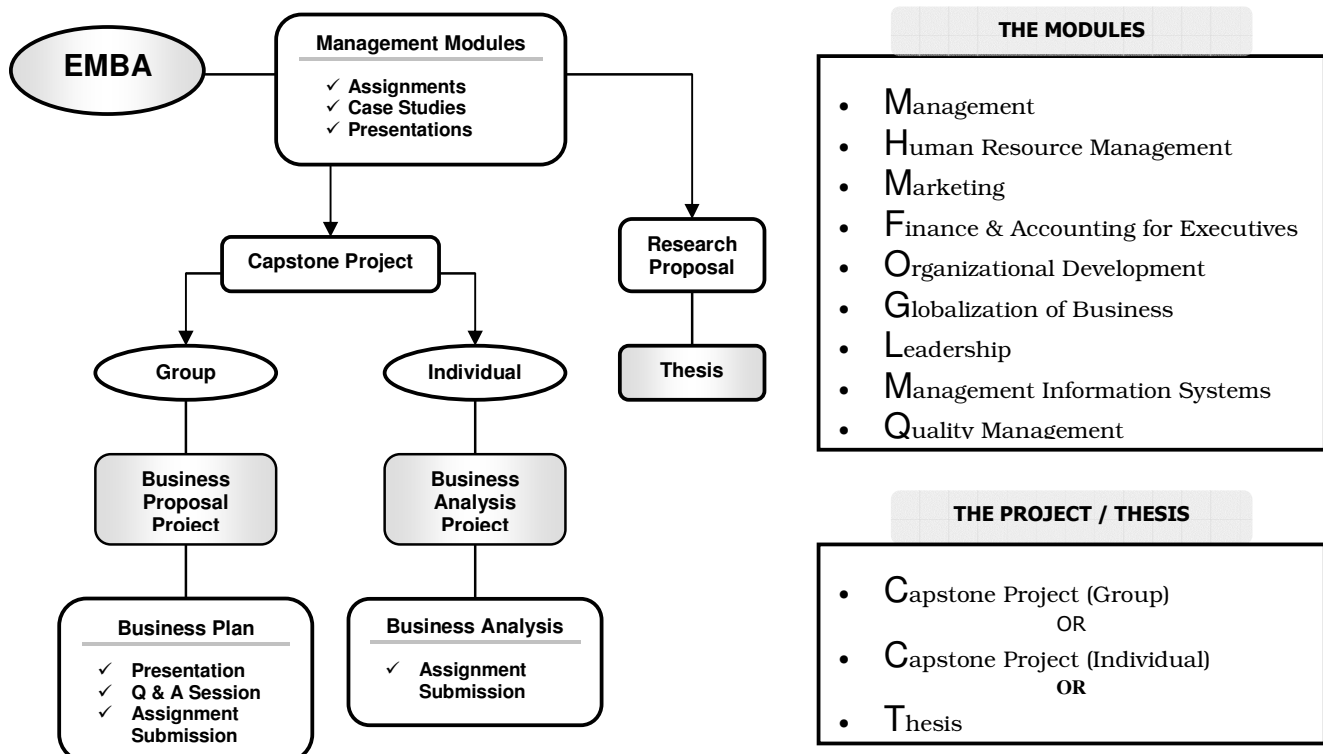 EMBA
Management Modules
✓ Assignments
✓ Case Studies
✓ Presentations
Capstone Project
Research
Proposal
Group
Individual
Thesis
Business
Proposal
Project
Business
Analysis
Project
Business Plan
✓ Presentation
✓ Q & A Session
✓ Assignment
Submission
Business Analysis
✓ Assignment
Submission
THE MODULES
• Management
• Human Resource Management
• Marketing
• Finance & Accounting for Executives
• Organizational Development
• Globalization of Business
• Leadership
• Management Information Systems
• Quality Management
THE PROJECT / THESIS
• Capstone Project (Group)
OR
• Capstone Project (Individual)
OR
• Thesis